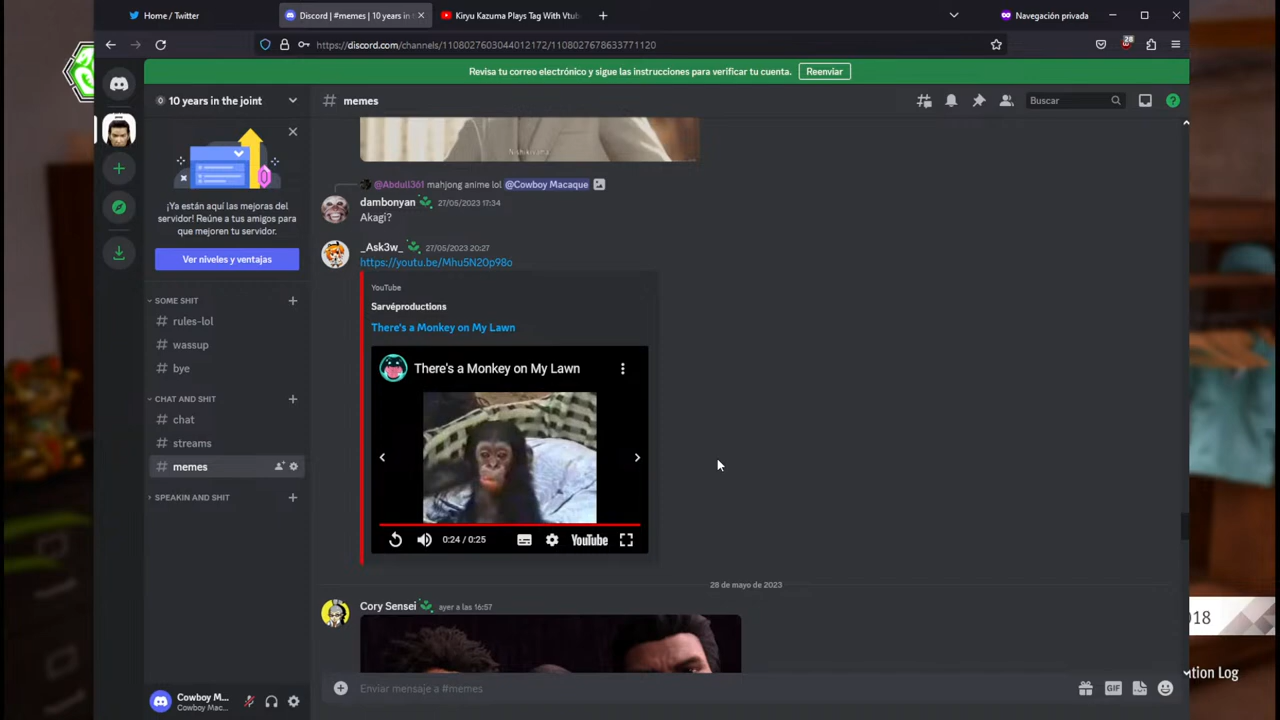 Home / Twitter
Discord | #memes | 10 years in
Kiryu Kazuma Plays Tag With Vtub
Navegación privada
https://discord.com/channels/1108027603044012172/1108027678633771120
28
Revisa tu correo electrónico y sigue las instrucciones para verificar tu cuenta.
Reenviar
10 years in the joint
memes
Buscar
Nishikiyama
@Abdull361 mahjong anime lol @Cowboy Macaque
dambonyan 27/05/2023 17:34
Akagi?
¡Ya están aquí las mejoras del
servidor! Reúne a tus amigos para
que mejoren tu servidor.
Ver niveles y ventajas
_Ask3w_ 27/05/2023 20:27
https://youtu.be/Mhu5N20p98o
YouTube
Sarvéproductions
There's a Monkey on My Lawn
There's a Monkey on My Lawn
0:24 / 0:25
YouTube
SOME SHIT
rules-lol
wassup
bye
CHAT AND SHIT
chat
streams
memes
SPEAKIN AND SHIT
28 de mayo de 2023
Cory Sensei ayer a las 16:57
018
Cowboy M...
Cowboy Mac...
Enviar mensaje a #memes
GIF
Log